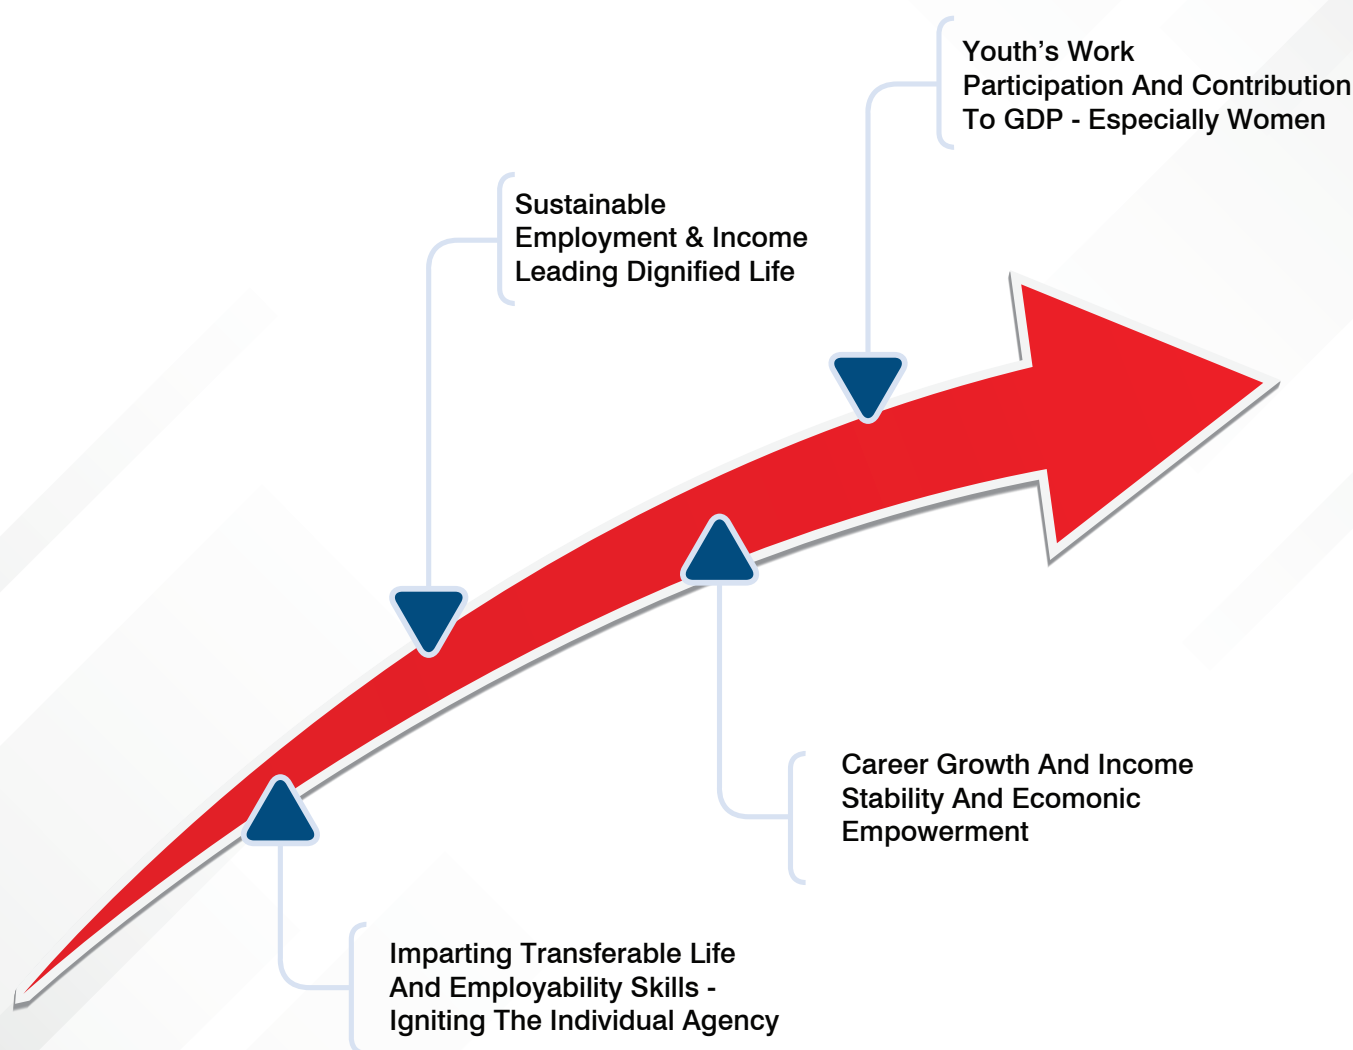 Youth’s Work
Participation And Contribution
To GDP - Especially Women
Sustainable
Employment & Income
Leading Dignified Life
Career Growth And Income
Stability And Ecomonic
Empowerment
Imparting Transferable Life
And Employability Skills -
Igniting The Individual Agency